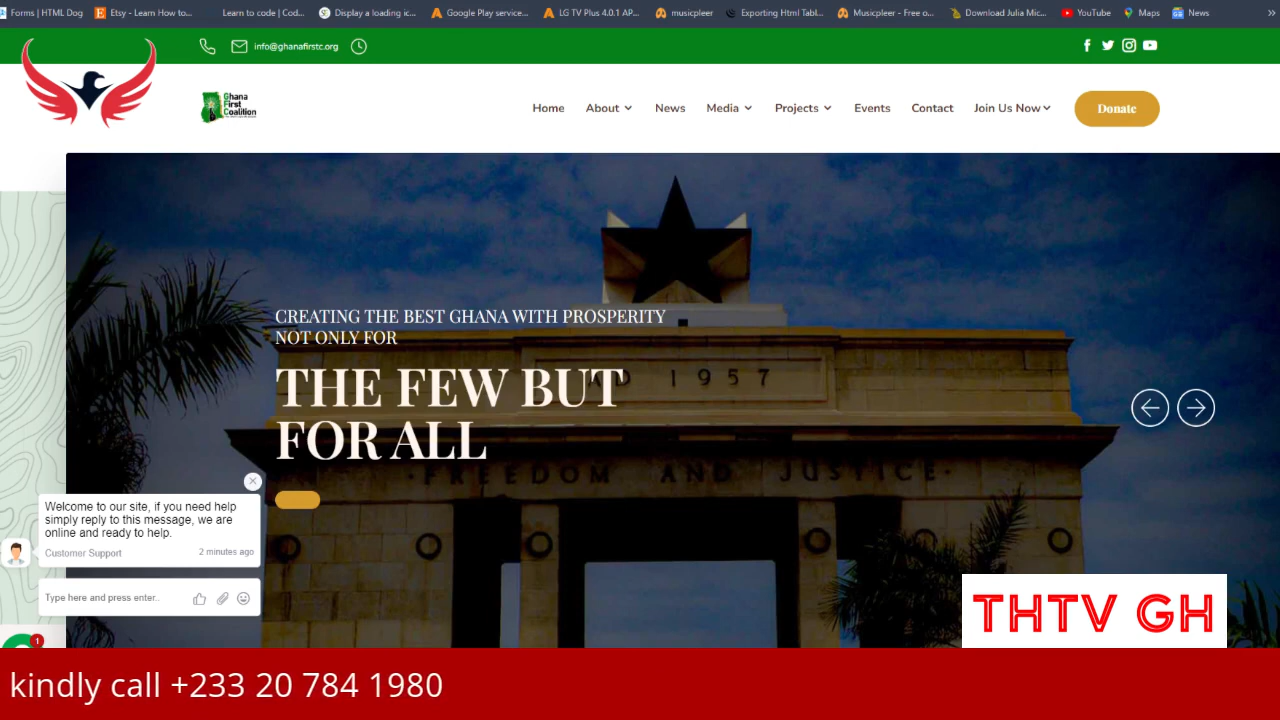 Forms | HTML Dog
Etsy - Learn How to...
Learn to code | Cod...
Display a loading ic...
Google Play service...
LG TV Plus 4.0.1 AP...
musicpleer
Exporting Html Tabl...
Musicpleer - Free o...
Download Julia Mic...
YouTube
Maps
News
»
info@ghanafirstc.org
Ghana
First
Coalition
Home
About
News
Media
Projects
Events
Contact
Join Us Now
Donate
CREATING THE BEST GHANA WITH PROSPERITY
NOT ONLY FOR
THE FEW BUT
FOR ALL
AD 1957
·FREEDOM AND JUSTICE·
Welcome to our site, if you need help
simply reply to this message, we are
online and ready to help.
Customer Support
2 minutes ago
Type here and press enter..
1
THTV GH
kindly call +233 20 784 1980